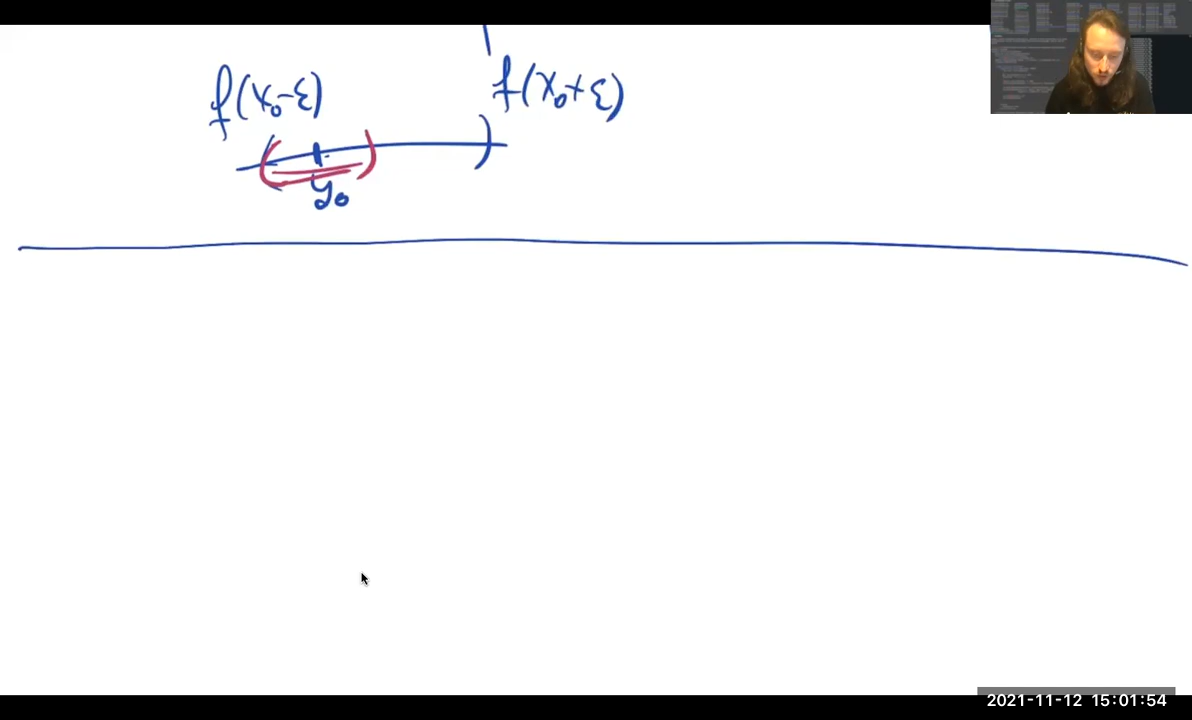 f(x₀-ε) f(x₀+ε)
( ) )
y₀
2021-11-12 15:01:54